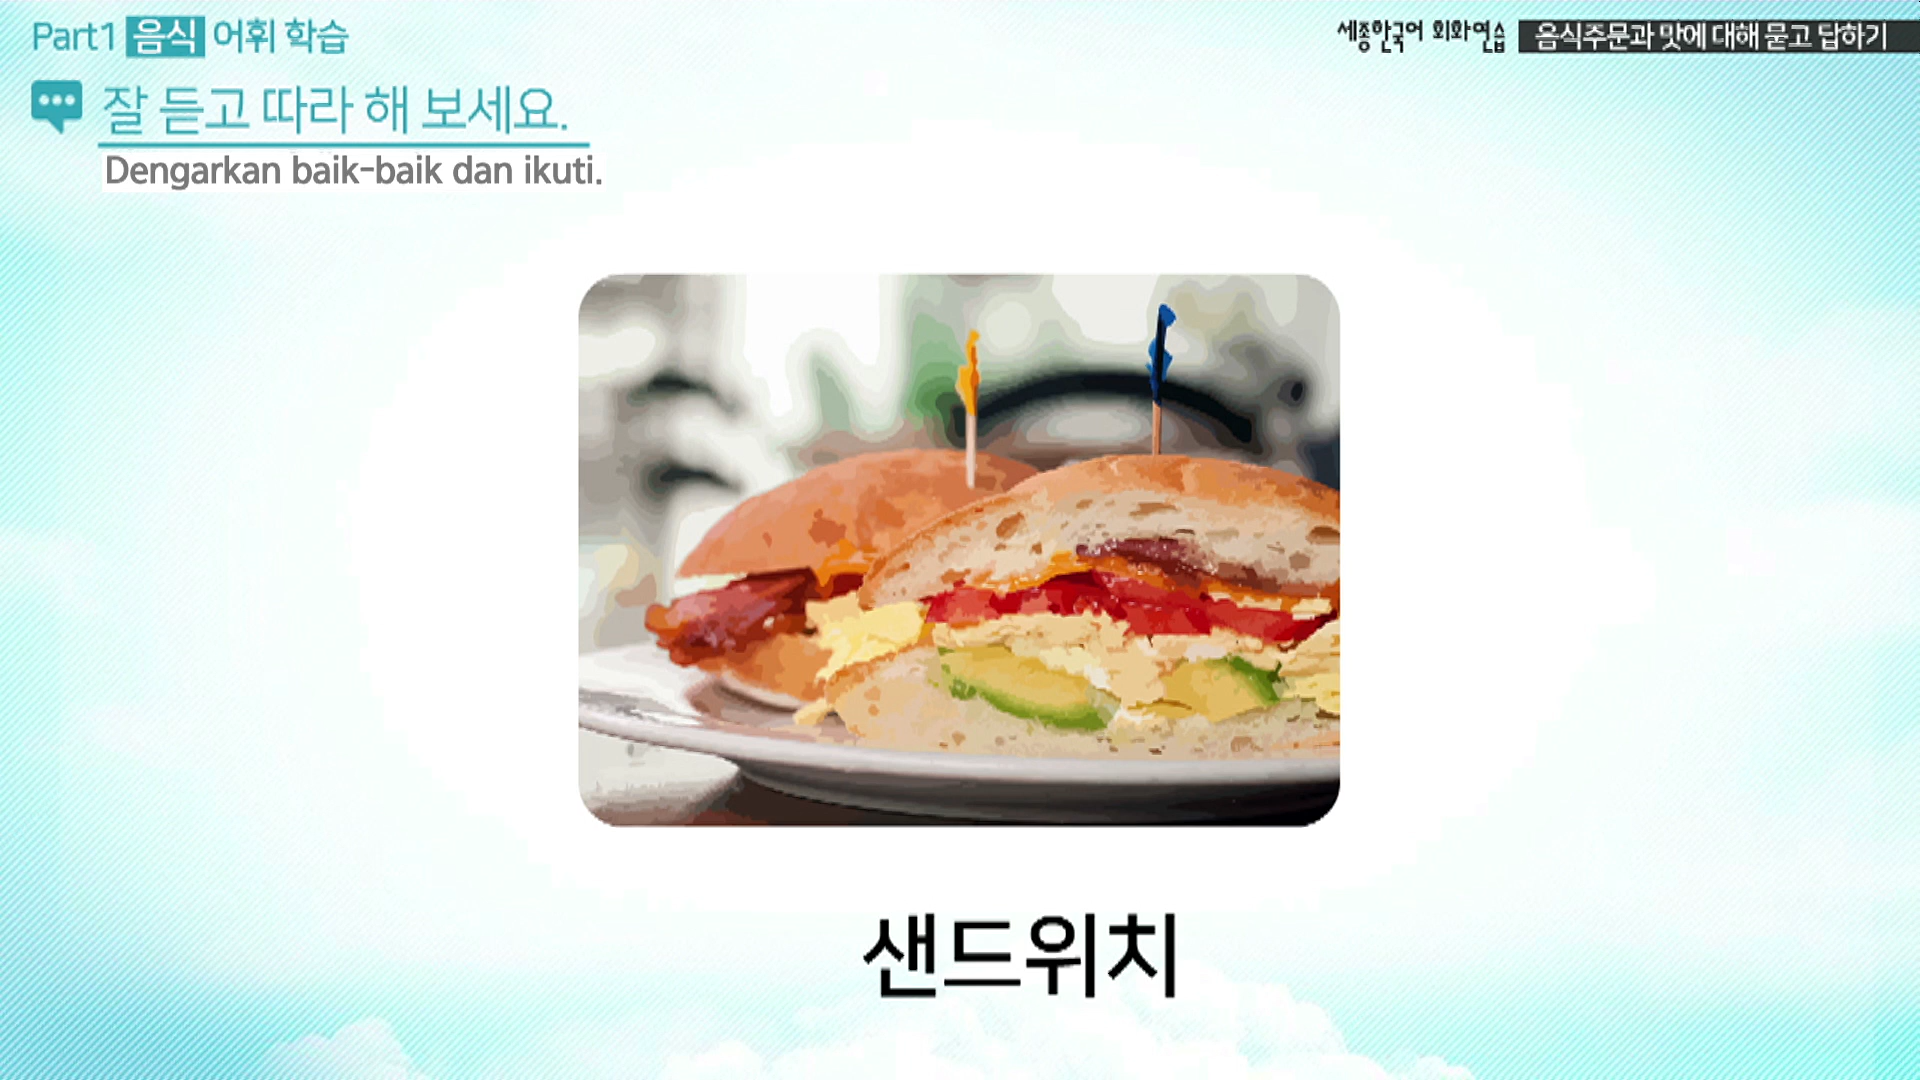 Part1 음식 어휘 학습
세종한국어 회화연습 음식주문과 맛에 대해 묻고 답하기
잘 듣고 따라 해 보세요.
Dengarkan baik-baik dan ikuti.
샌드위치